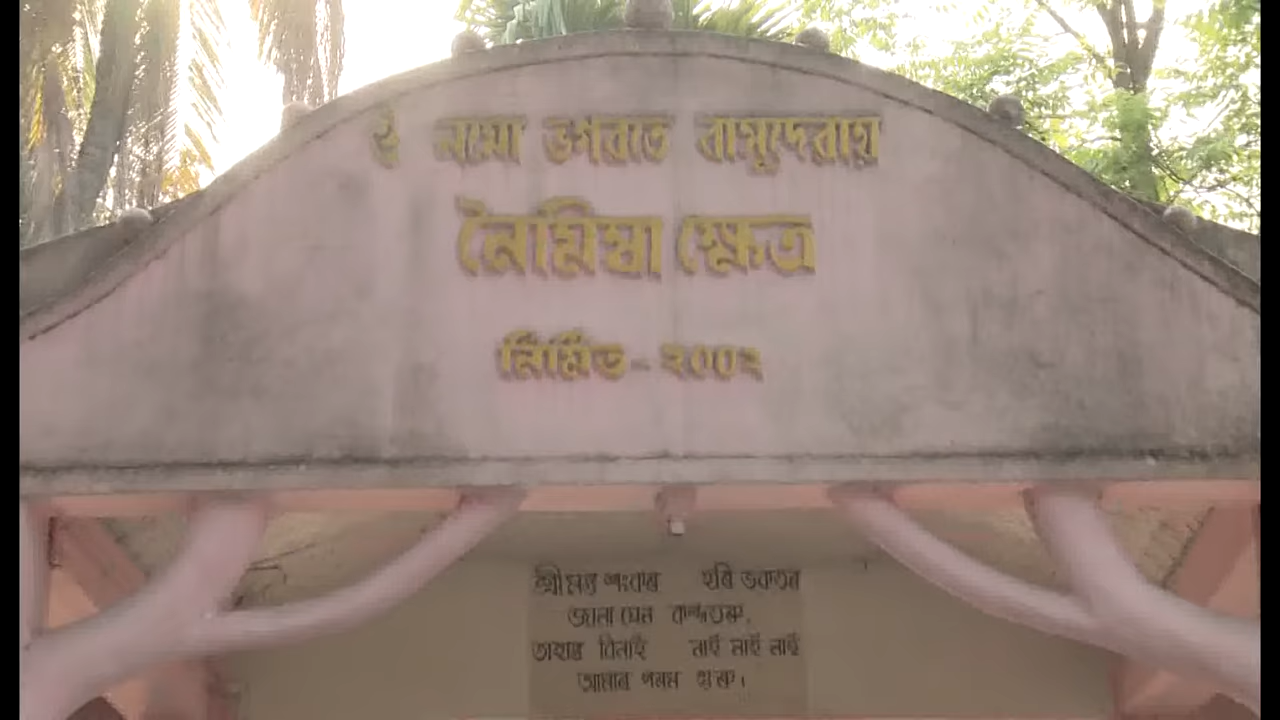 ওঁ নমো ভগৱতে বাসুদেৱায়
নৈমিষা ক্ষেত্ৰ
নিৰ্মিত - ২০০২
শ্ৰীমন্ত শংকৰ হৰি ভকতৰ
জানা যেন কল্পতৰু,
তাহান্ত বিনাই নাই নাই নাই
আমাৰ পৰম গুৰু।